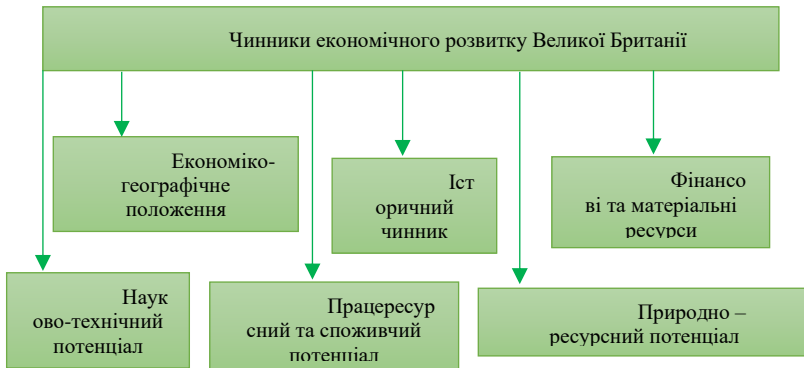 Чинники економічного розвитку Великої Британії
Економіко-
географічне
положення
Іст
оричний
чинник
Фінансо
ві та матеріальні
ресурси
Наук
ово-технічний
потенціал
Працересур
сний та споживчий
потенціал
Природно –
ресурсний потенціал